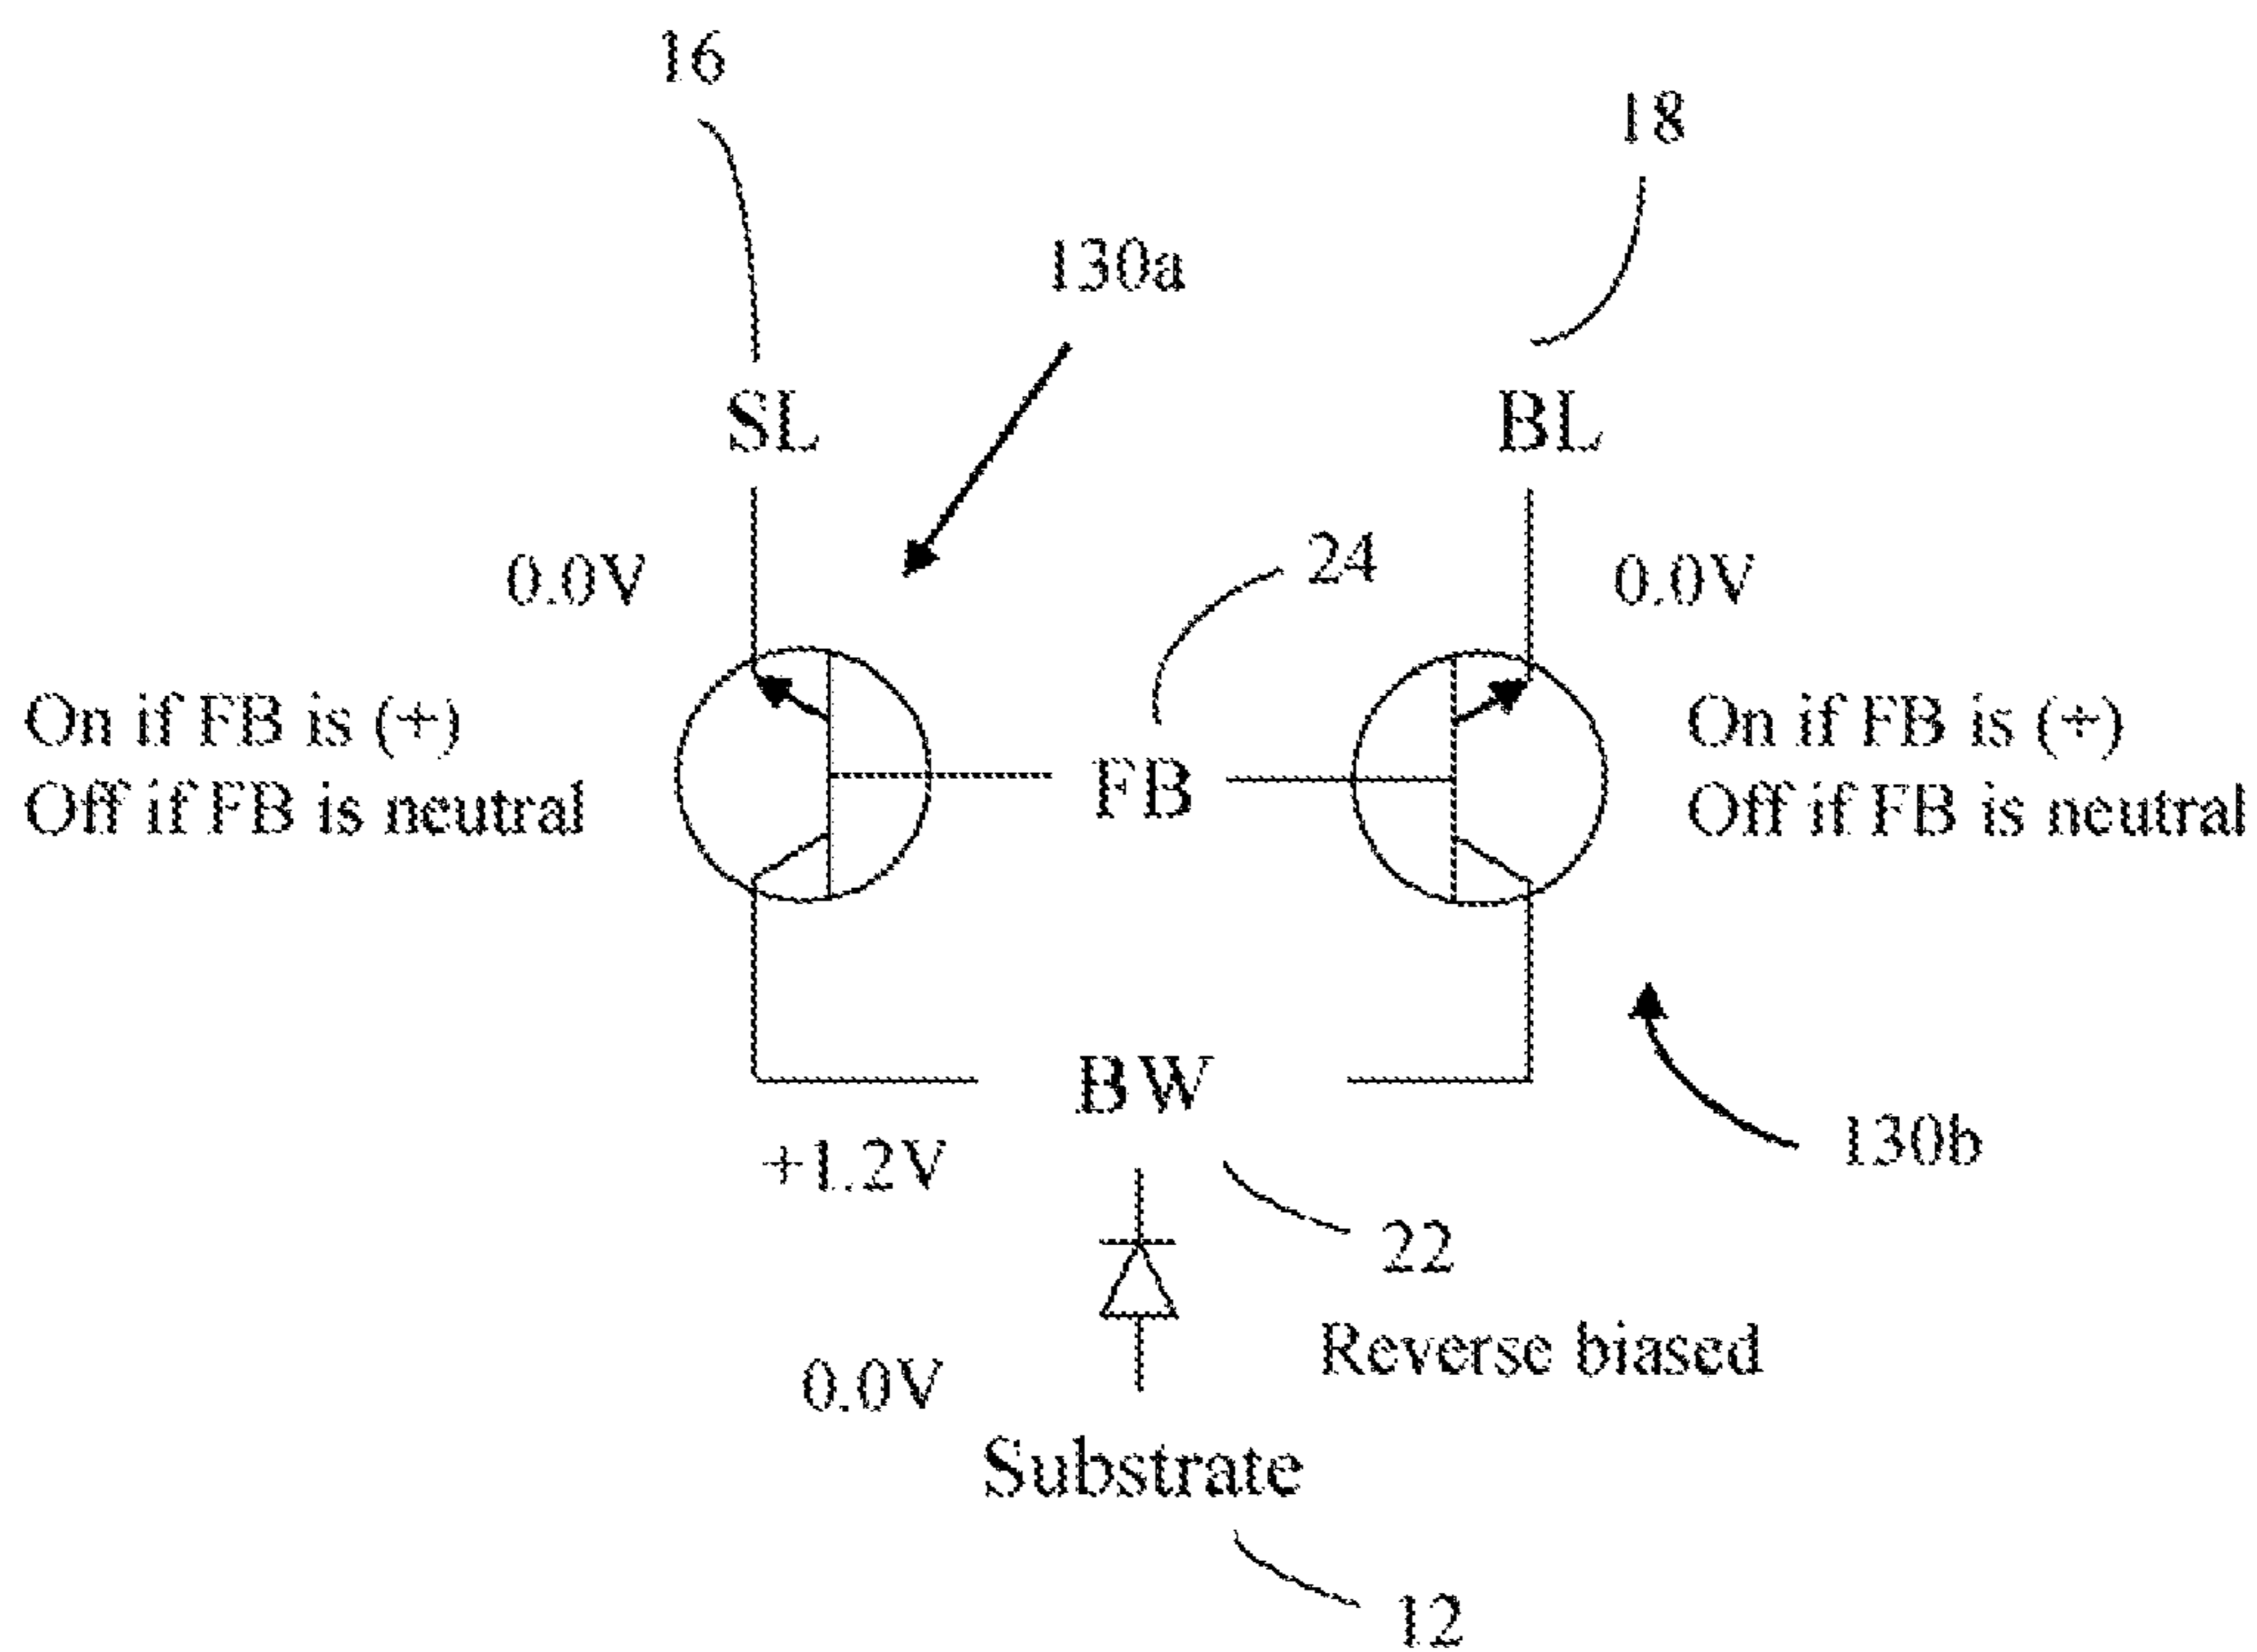 16
18
130a
SL
BL
0.0V
24
0.0V
On if FB is (+)
Off if FB is neutral
FB
On if FB is (+)
Off if FB is neutral
BW
+1.2V
130b
22
Reverse biased
0.0V
Substrate
12